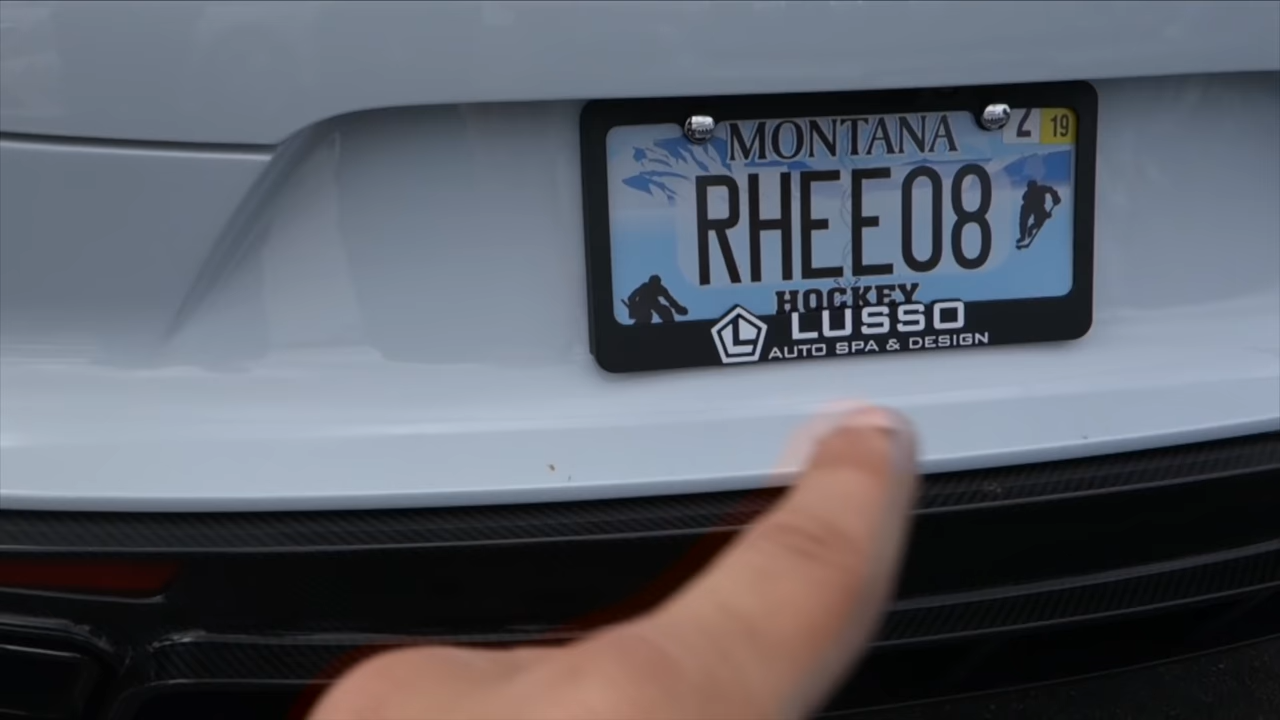 MONTANA
2 19
RHEE08
HOCKEY
LUSSO
AUTO SPA & DESIGN